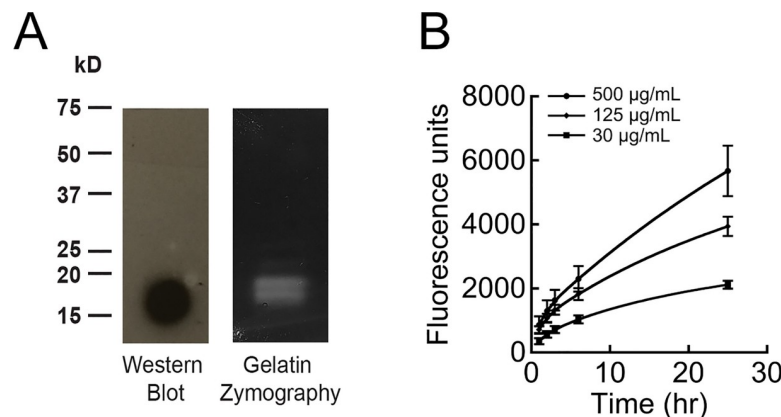 A
kD
75
50
37
25
20
15
Western
Blot
Gelatin
Zymography
B
500 µg/mL
125 µg/mL
30 µg/mL
Fluorescence units
8000
6000
4000
2000
0
0 10 20 30
Time (hr)